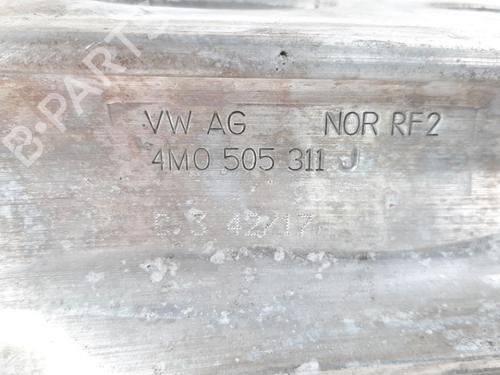 B-PARTS
VW AG NOR RF2
4M0 505 311 J
42/17